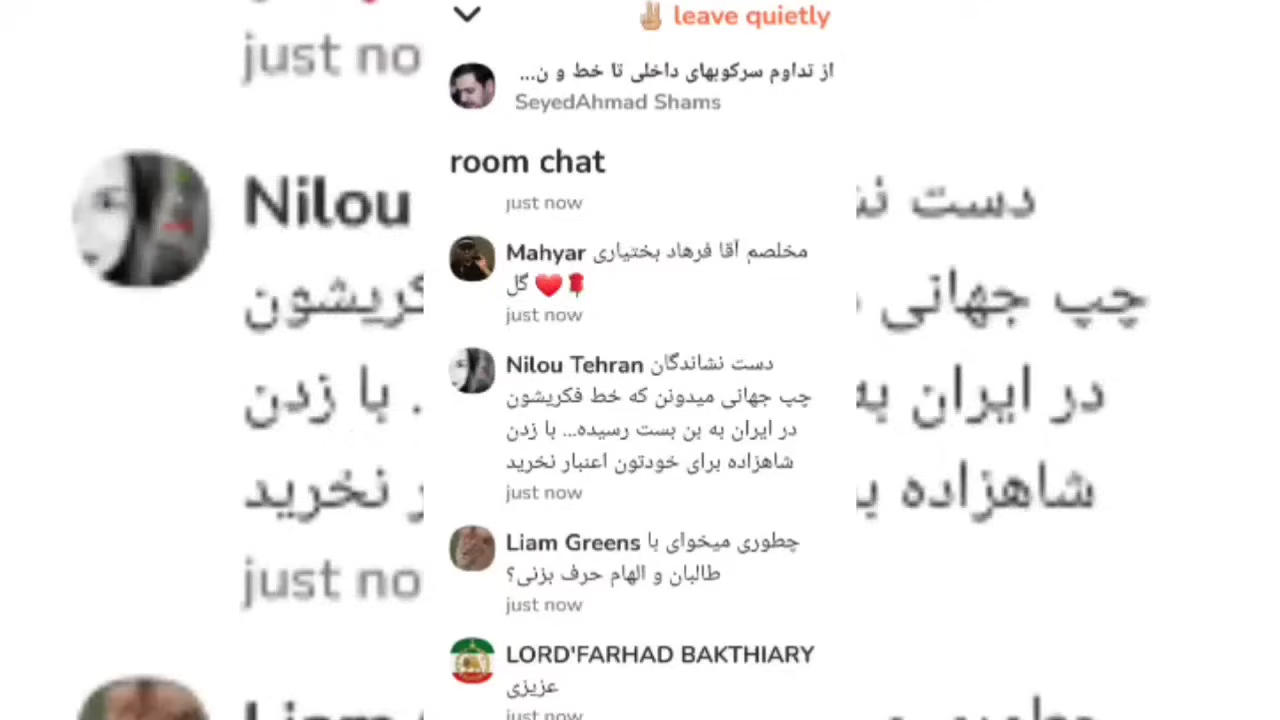 ✌🏼 leave quietly
از تداوم سرکوبهای داخلی تا خط و ن...
SeyedAhmad Shams
room chat
just now
Mahyar مخلصم آقا فرهاد بختیاری
گل ❤️🌹
just now
Nilou Tehran دست نشاندگان
چپ جهانی میدونن که خط فکریشون
در ایران به بن بست رسیده... با زدن
شاهزاده برای خودتون اعتبار نخرید
just now
Liam Greens چطوری میخوای با
طالبان و الهام حرف بزنی؟
just now
LORD'FARHAD BAKTHIARY
عزیزی
just now